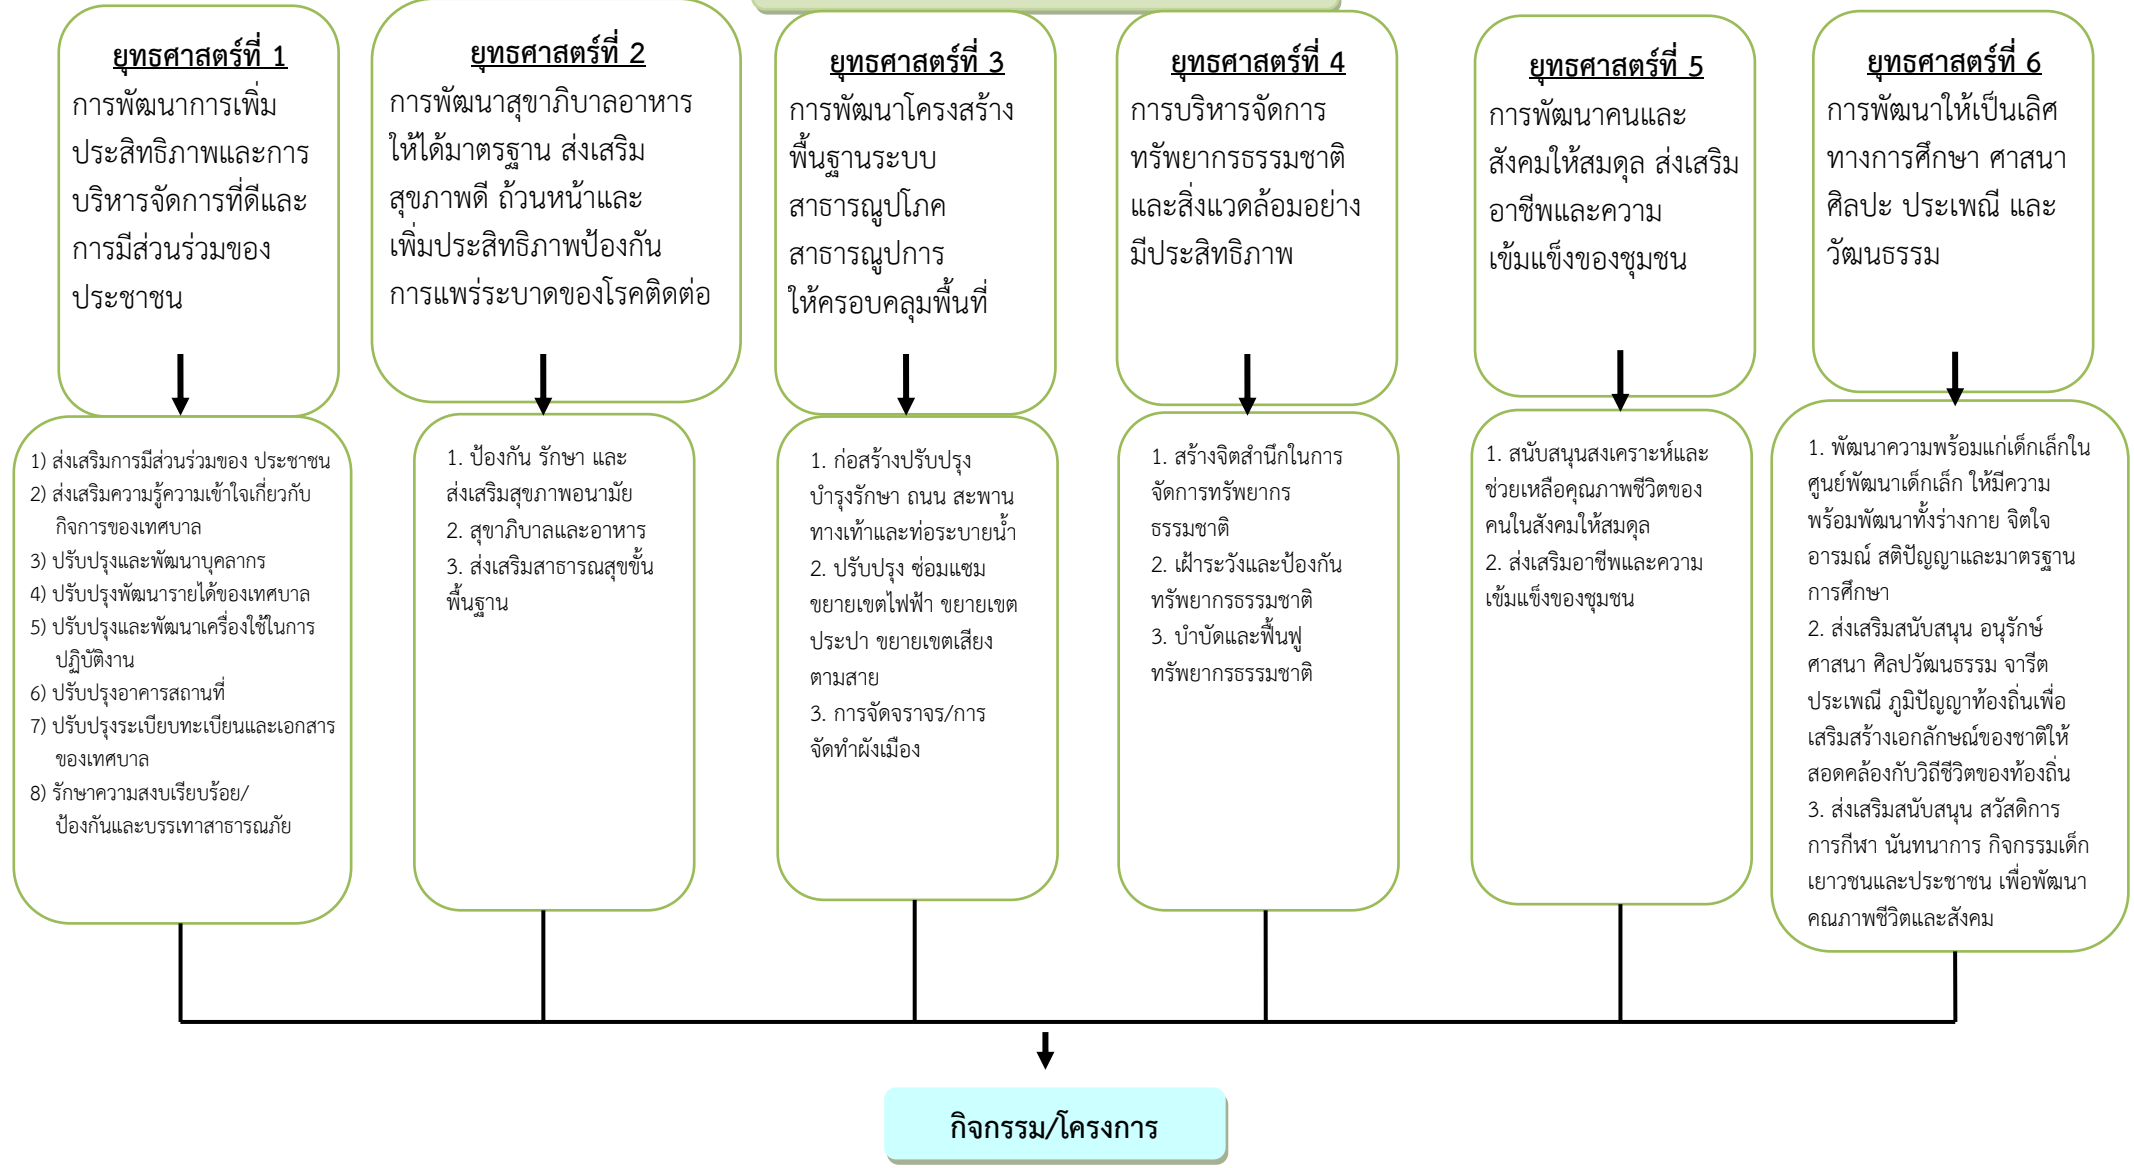 ยุทธศาสตร์ที่ 1
การพัฒนาการเพิ่ม
ประสิทธิภาพและการ
บริหารจัดการที่ดีและ
การมีส่วนร่วมของ
ประชาชน
ยุทธศาสตร์ที่ 2
การพัฒนาสุขาภิบาลอาหาร
ให้ได้มาตรฐาน ส่งเสริม
สุขภาพดี ถ้วนหน้าและ
เพิ่มประสิทธิภาพป้องกัน
การแพร่ระบาดของโรคติดต่อ
ยุทธศาสตร์ที่ 3
การพัฒนาโครงสร้าง
พื้นฐานระบบ
สาธารณูปโภค
สาธารณูปการ
ให้ครอบคลุมพื้นที่
ยุทธศาสตร์ที่ 4
การบริหารจัดการ
ทรัพยากรธรรมชาติ
และสิ่งแวดล้อมอย่าง
มีประสิทธิภาพ
ยุทธศาสตร์ที่ 5
การพัฒนาคนและ
สังคมให้สมดุล ส่งเสริม
อาชีพและความ
เข้มแข็งของชุมชน
ยุทธศาสตร์ที่ 6
การพัฒนาให้เป็นเลิศ
ทางการศึกษา ศาสนา
ศิลปะ ประเพณี และ
วัฒนธรรม
1) ส่งเสริมการมีส่วนร่วมของ ประชาชน
2) ส่งเสริมความรู้ความเข้าใจเกี่ยวกับ
กิจการของเทศบาล
3) ปรับปรุงและพัฒนาบุคลากร
4) ปรับปรุงพัฒนารายได้ของเทศบาล
5) ปรับปรุงและพัฒนาเครื่องใช้ในการ
ปฏิบัติงาน
6) ปรับปรุงอาคารสถานที่
7) ปรับปรุงระเบียบทะเบียนและเอกสาร
ของเทศบาล
8) รักษาความสงบเรียบร้อย/
ป้องกันและบรรเทาสาธารณภัย
1. ป้องกัน รักษา และ
ส่งเสริมสุขภาพอนามัย
2. สุขาภิบาลและอาหาร
3. ส่งเสริมสาธารณสุขขั้น
พื้นฐาน
1. ก่อสร้างปรับปรุง
บำรุงรักษา ถนน สะพาน
ทางเท้าและท่อระบายน้ำ
2. ปรับปรุง ซ่อมแซม
ขยายเขตไฟฟ้า ขยายเขต
ประปา ขยายเขตเสียง
ตามสาย
3. การจัดจราจร/การ
จัดทำผังเมือง
1. สร้างจิตสำนึกในการ
จัดการทรัพยากร
ธรรมชาติ
2. เฝ้าระวังและป้องกัน
ทรัพยากรธรรมชาติ
3. บำบัดและฟื้นฟู
ทรัพยากรธรรมชาติ
1. สนับสนุนสงเคราะห์และ
ช่วยเหลือคุณภาพชีวิตของ
คนในสังคมให้สมดุล
2. ส่งเสริมอาชีพและความ
เข้มแข็งของชุมชน
1. พัฒนาความพร้อมแก่เด็กเล็กใน
ศูนย์พัฒนาเด็กเล็ก ให้มีความ
พร้อมพัฒนาทั้งร่างกาย จิตใจ
อารมณ์ สติปัญญาและมาตรฐาน
การศึกษา
2. ส่งเสริมสนับสนุน อนุรักษ์
ศาสนา ศิลปวัฒนธรรม จารีต
ประเพณี ภูมิปัญญาท้องถิ่นเพื่อ
เสริมสร้างเอกลักษณ์ของชาติให้
สอดคล้องกับวิถีชีวิตของท้องถิ่น
3. ส่งเสริมสนับสนุน สวัสดิการ
การกีฬา นันทนาการ กิจกรรมเด็ก
เยาวชนและประชาชน เพื่อพัฒนา
คณภาพชีวิตและสังคม
กิจกรรม/โครงการ